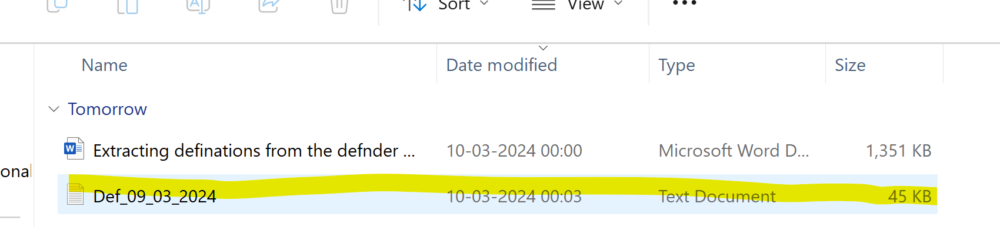 Sort View
Name Date modified Type Size
Tomorrow
Extracting definations from the defnder ... 10-03-2024 00:00 Microsoft Word D... 1,351 KB
onal
Def_09_03_2024 10-03-2024 00:03 Text Document 45 KB